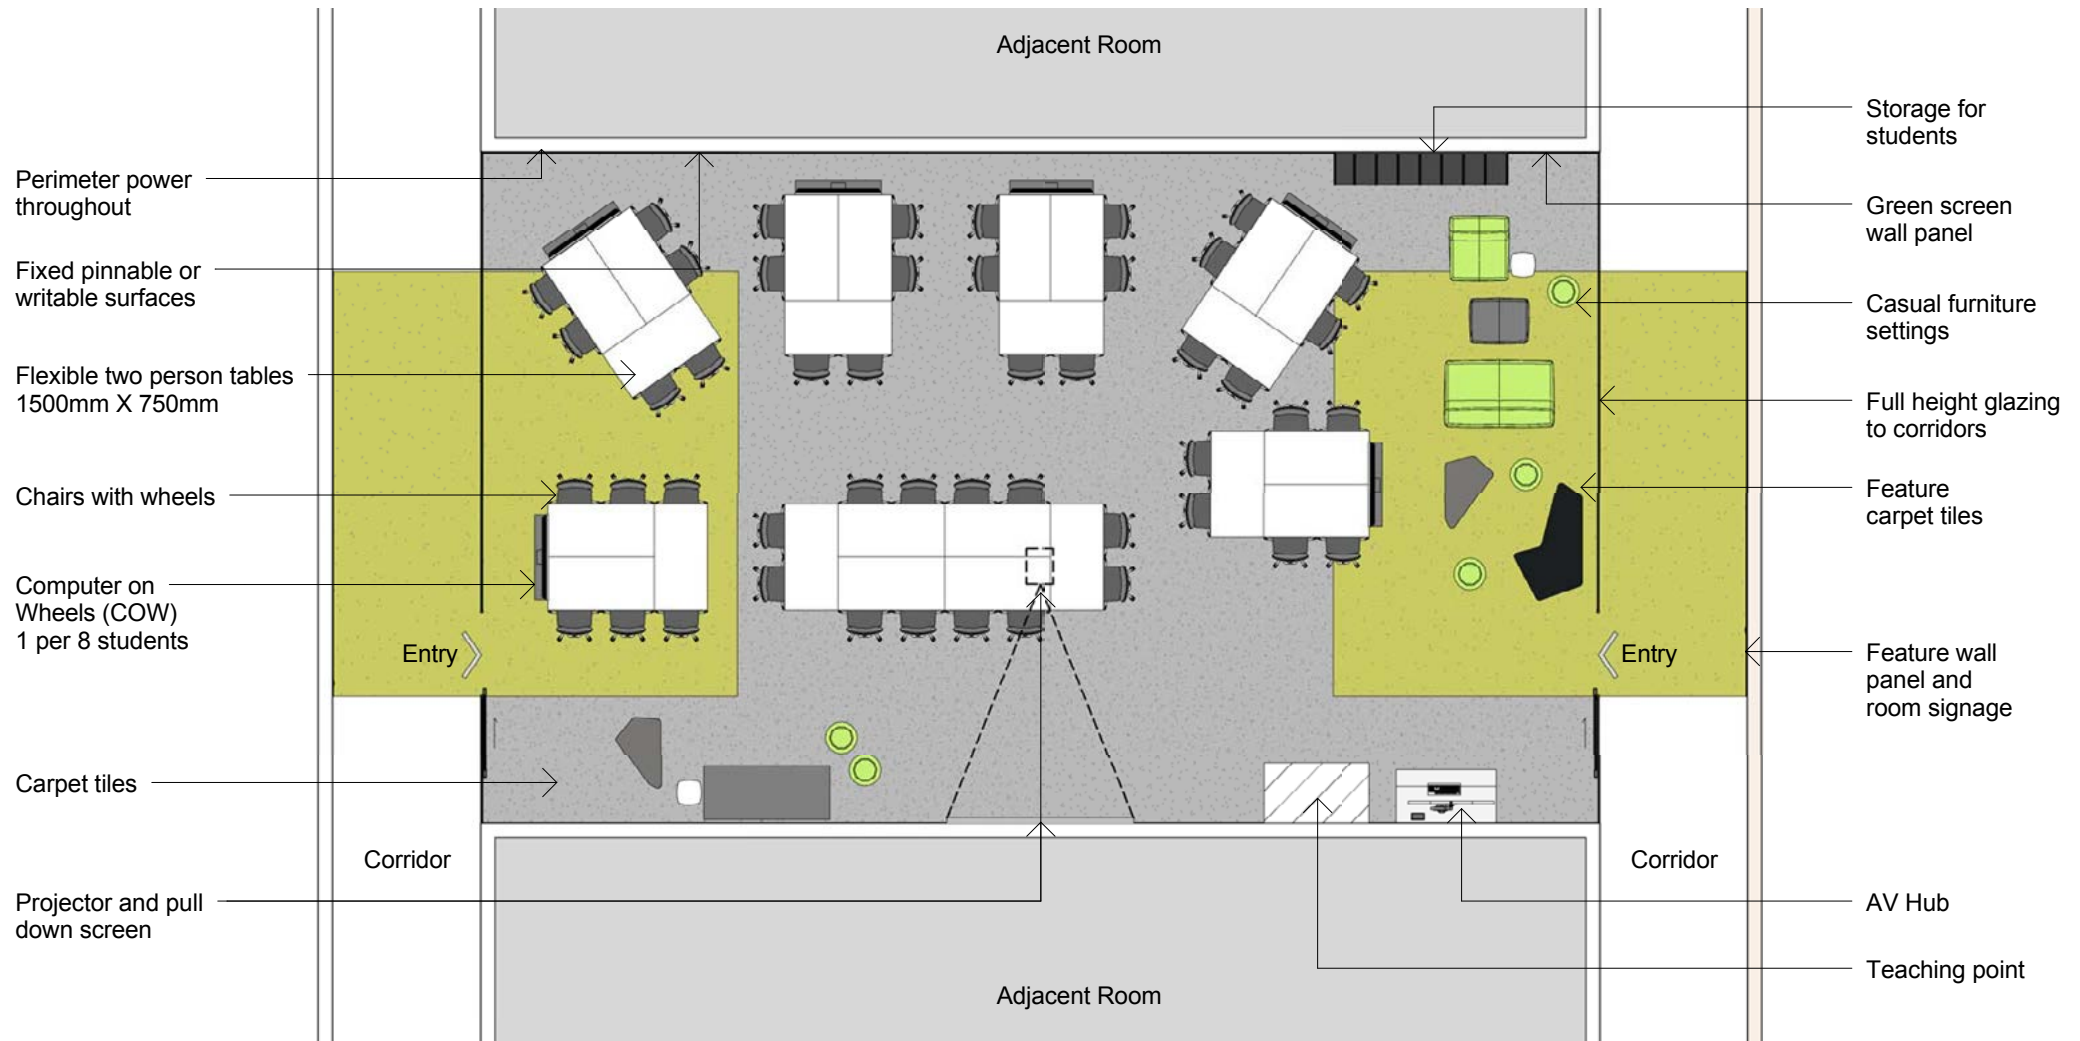 Adjacent Room
Perimeter power
throughout
Fixed pinnable or
writable surfaces
Flexible two person tables
1500mm X 750mm
Chairs with wheels
Computer on
Wheels (COW)
1 per 8 students
Entry
Carpet tiles
Corridor
Projector and pull
down screen
Storage for
students
Green screen
wall panel
Casual furniture
settings
Full height glazing
to corridors
Feature
carpet tiles
Entry
Feature wall
panel and
room signage
Corridor
AV Hub
Teaching point
Adjacent Room